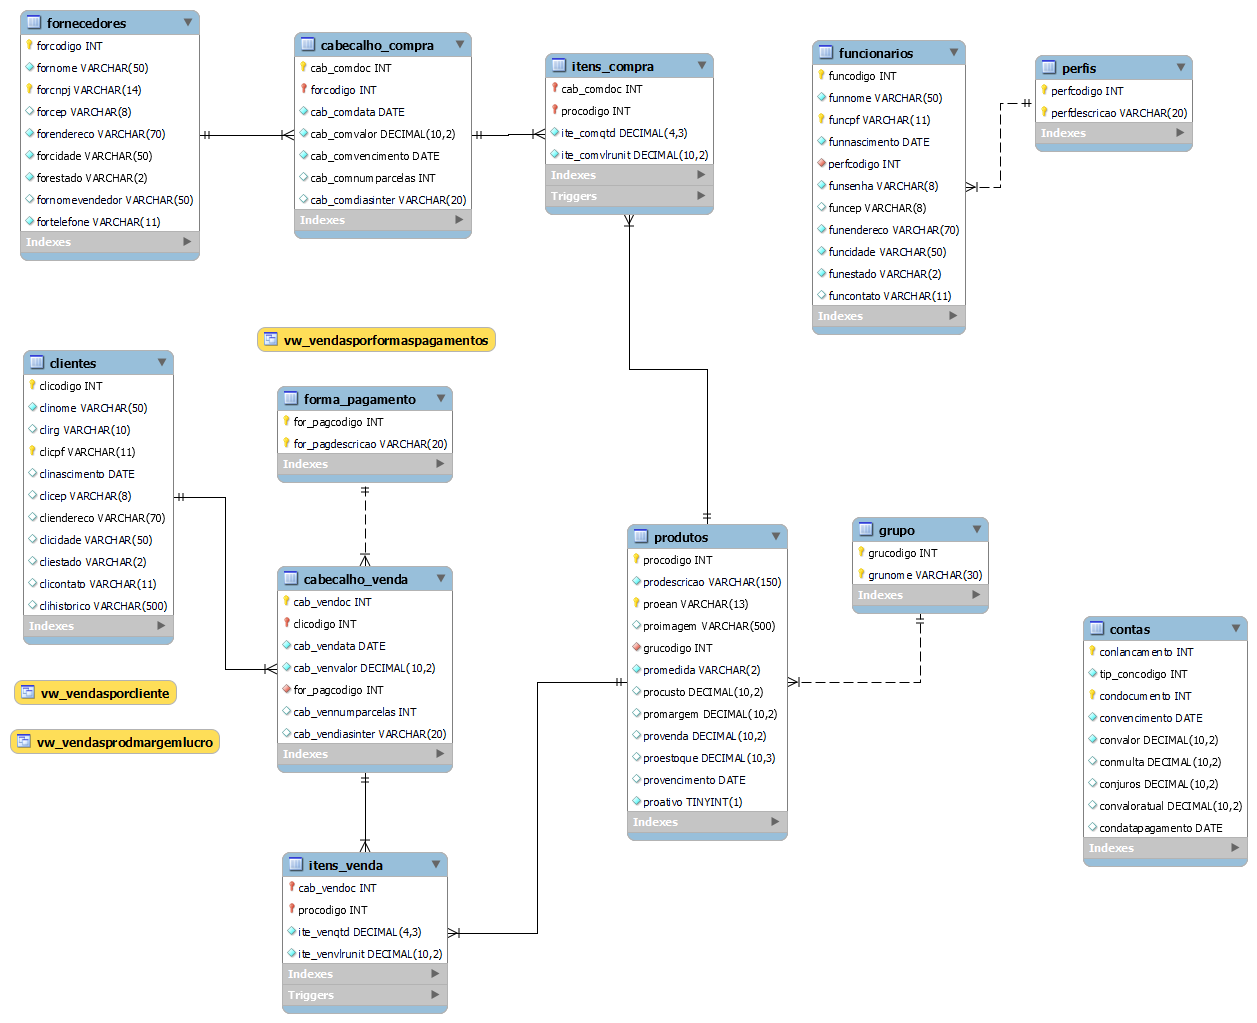 fornecedores
forcodigo INT
fornome VARCHAR(50)
forcnpj VARCHAR(14)
forcep VARCHAR(8)
forendereco VARCHAR(70)
forcidade VARCHAR(50)
forestado VARCHAR(2)
fornomevendedor VARCHAR(50)
fortelefone VARCHAR(11)
Indexes
cabecalho_compra
cab_comdoc INT
forcodigo INT
cab_comdata DATE
cab_comvalor DECIMAL(10,2)
cab_comvencimento DATE
cab_comnumparcelas INT
cab_comdiasinter VARCHAR(20)
Indexes
itens_compra
cab_comdoc INT
procodigo INT
ite_comqtd DECIMAL(4,3)
ite_comvlrunit DECIMAL(10,2)
Indexes
Triggers
funcionarios
funcodigo INT
funnome VARCHAR(50)
funcpf VARCHAR(11)
funnascimento DATE
perfcodigo INT
funsenha VARCHAR(8)
funcep VARCHAR(8)
funendereco VARCHAR(70)
funcidade VARCHAR(50)
funestado VARCHAR(2)
funcontato VARCHAR(11)
Indexes
perfis
perfcodigo INT
perfdescricao VARCHAR(20)
Indexes
vw_vendasporformaspagamentos
clientes
clicodigo INT
clinome VARCHAR(50)
clirg VARCHAR(10)
clicpf VARCHAR(11)
clinascimento DATE
clicep VARCHAR(8)
cliendereco VARCHAR(70)
clicidade VARCHAR(50)
cliestado VARCHAR(2)
clicontato VARCHAR(11)
clihistorico VARCHAR(500)
Indexes
forma_pagamento
for_pagcodigo INT
for_pagdescricao VARCHAR(20)
Indexes
cabecalho_venda
cab_vendoc INT
clicodigo INT
cab_vendata DATE
cab_venvalor DECIMAL(10,2)
for_pagcodigo INT
cab_vennumparcelas INT
cab_vendiasinter VARCHAR(20)
Indexes
vw_vendasporcliente
vw_vendasprodmargemlucro
produtos
procodigo INT
prodescricao VARCHAR(150)
proean VARCHAR(13)
proimagem VARCHAR(500)
grucodigo INT
promedida VARCHAR(2)
procusto DECIMAL(10,2)
promargem DECIMAL(10,2)
provenda DECIMAL(10,2)
proestoque DECIMAL(10,3)
provencimento DATE
proativo TINYINT(1)
Indexes
grupo
grucodigo INT
grunome VARCHAR(30)
Indexes
contas
conlancamento INT
tip_concodigo INT
condocumento INT
convencimento DATE
convalor DECIMAL(10,2)
conmulta DECIMAL(10,2)
conjuros DECIMAL(10,2)
convaloratual DECIMAL(10,2)
condatapagamento DATE
Indexes
itens_venda
cab_vendoc INT
procodigo INT
ite_venqtd DECIMAL(4,3)
ite_venvlrunit DECIMAL(10,2)
Indexes
Triggers